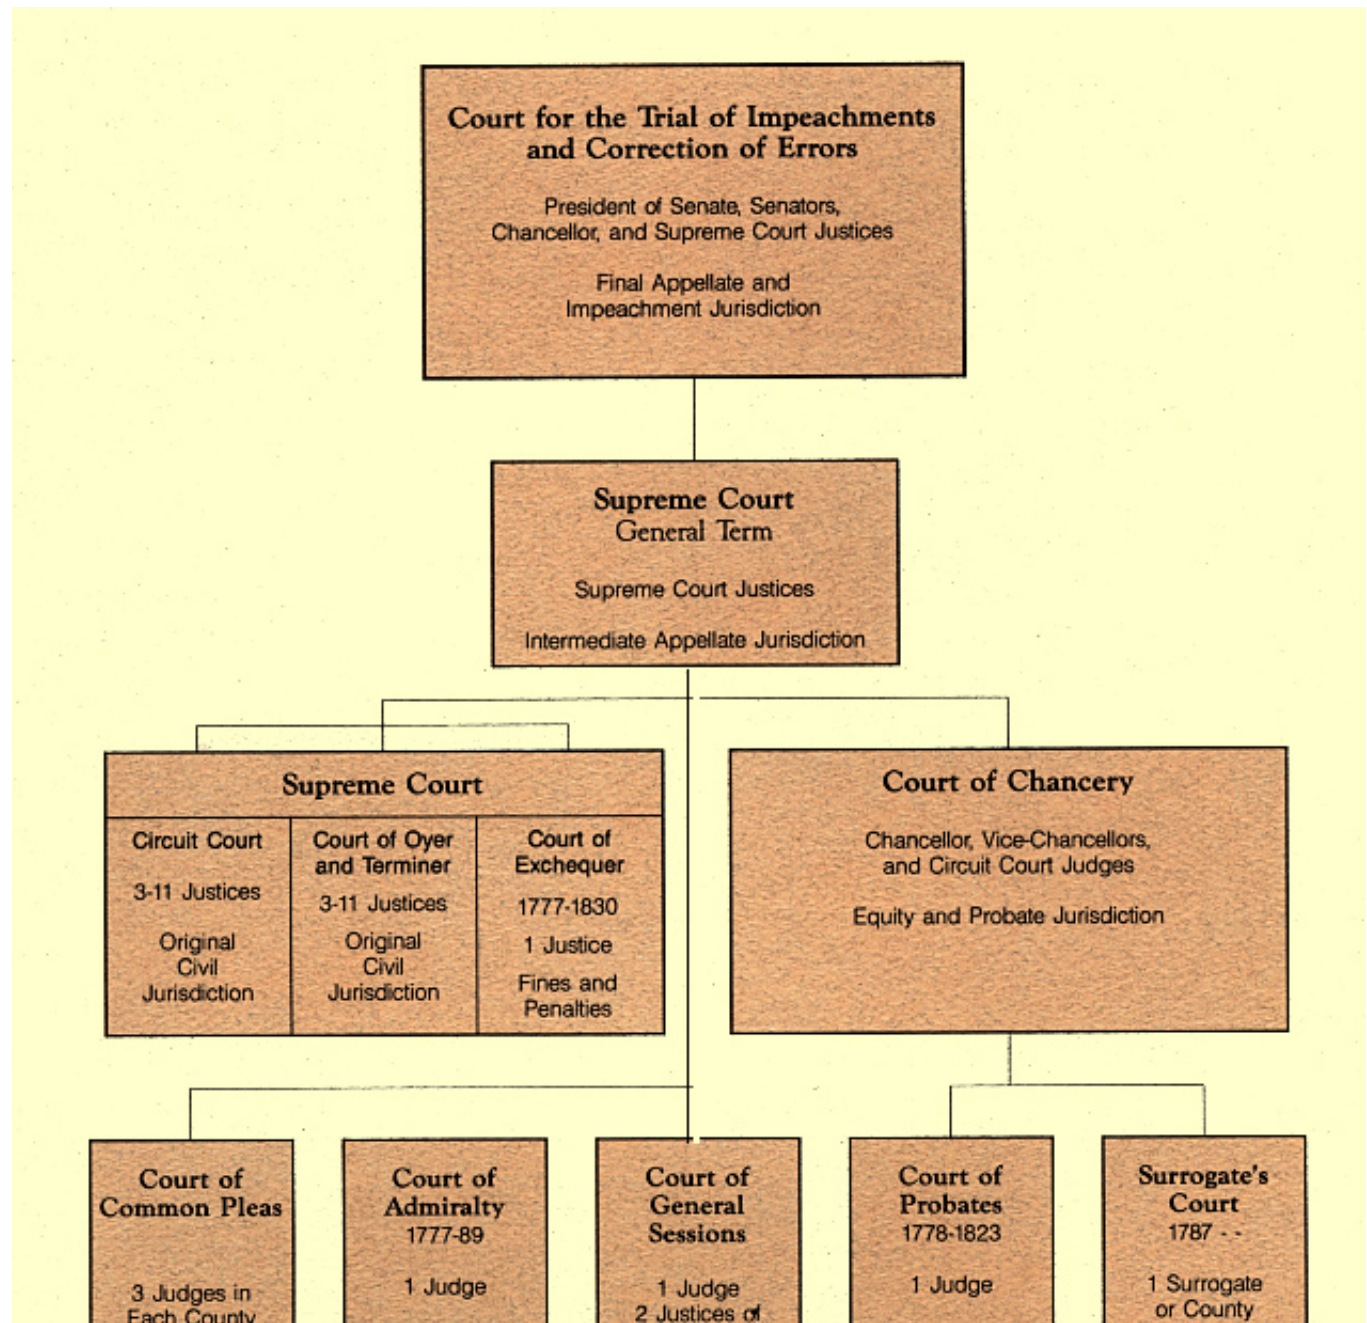 Court for the Trial of Impeachments
and Correction of Errors
President of Senate, Senators,
Chancellor, and Supreme Court Justices
Final Appellate and
Impeachment Jurisdiction
Supreme Court
General Term
Supreme Court Justices
Intermediate Appellate Jurisdiction
Supreme Court
Circuit Court
3-11 Justices
Original
Civil
Jurisdiction
Court of Oyer
and Terminer
3-11 Justices
Original
Civil
Jurisdiction
Court of
Exchequer
1777-1830
1 Justice
Fines and
Penalties
Court of Chancery
Chancellor, Vice-Chancellors,
and Circuit Court Judges
Equity and Probate Jurisdiction
Court of
Common Pleas
3 Judges in
Each County
Court of
Admiralty
1777-89
1 Judge
Court of
General
Sessions
1 Judge
2 Justices of
Court of
Probates
1778-1823
1 Judge
Surrogate's
Court
1787 - -
1 Surrogate
or County